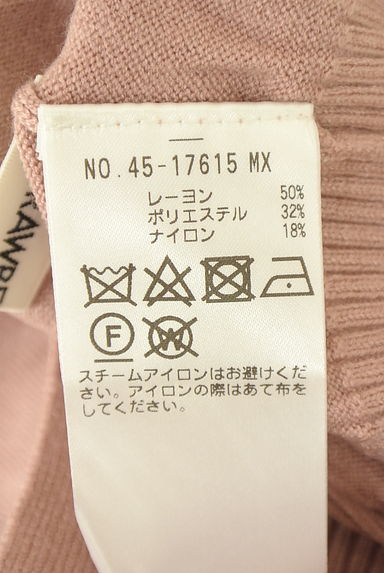 NO.45-17615 MX
レーヨン 50%
ポリエステル 32%
ナイロン 18%
F
W
スチームアイロンはお避けくだ
さい。アイロンの際はあて布を
してください。